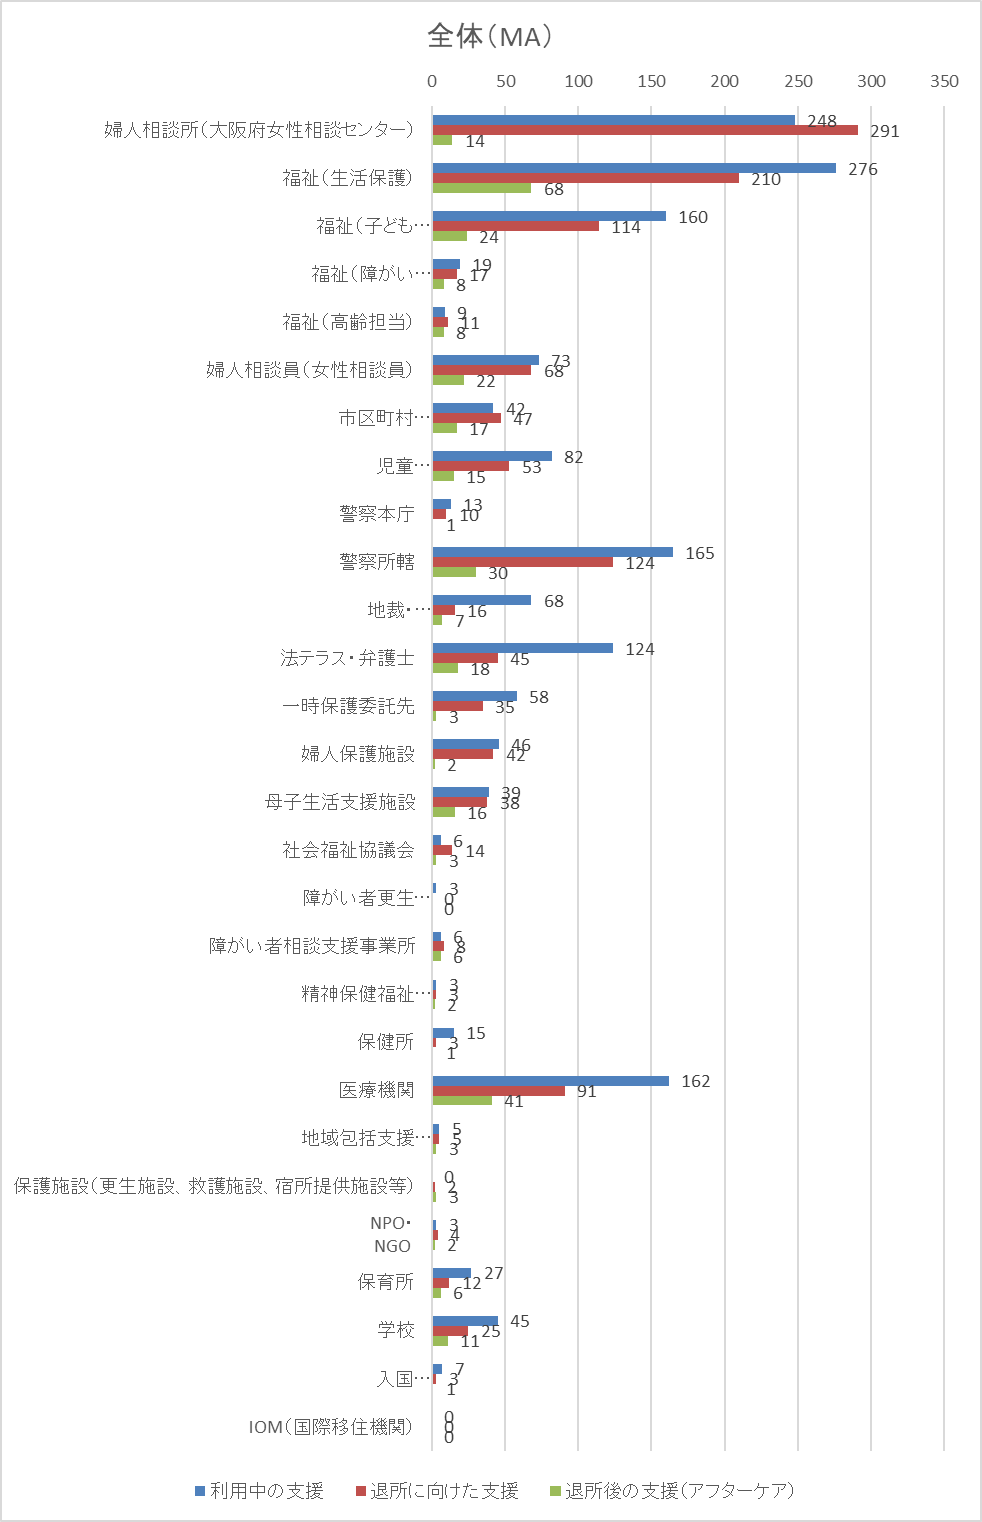 全体（MA）
0 50 100 150 200 250 300 350
婦人相談所（大阪府女性相談センター） 248 291 14
福祉（生活保護） 276 210 68
福祉（子ども… 160 114 24
福祉（障がい… 19 17 8
福祉（高齢担当） 9 11 8
婦人相談員（女性相談員） 73 68 22
市区町村… 42 47 17
児童… 82 53 15
警察本庁 13 10 1
警察所轄 165 124 30
地裁・… 68 16 7
法テラス・弁護士 124 45 18
一時保護委託先 58 35 3
婦人保護施設 46 42 2
母子生活支援施設 39 38 16
社会福祉協議会 6 14 3
障がい者更生… 3 0 0
障がい者相談支援事業所 6 8 6
精神保健福祉… 3 3 2
保健所 15 3 1
医療機関 162 91 41
地域包括支援… 5 5 3
保護施設（更生施設、救護施設、宿所提供施設等） 0 2 3
NPO・
NGO 3 4 2
保育所 27 12 6
学校 45 25 11
入国… 7 3 1
IOM（国際移住機関） 0 0 0
利用中の支援 退所に向けた支援 退所後の支援（アフターケア）